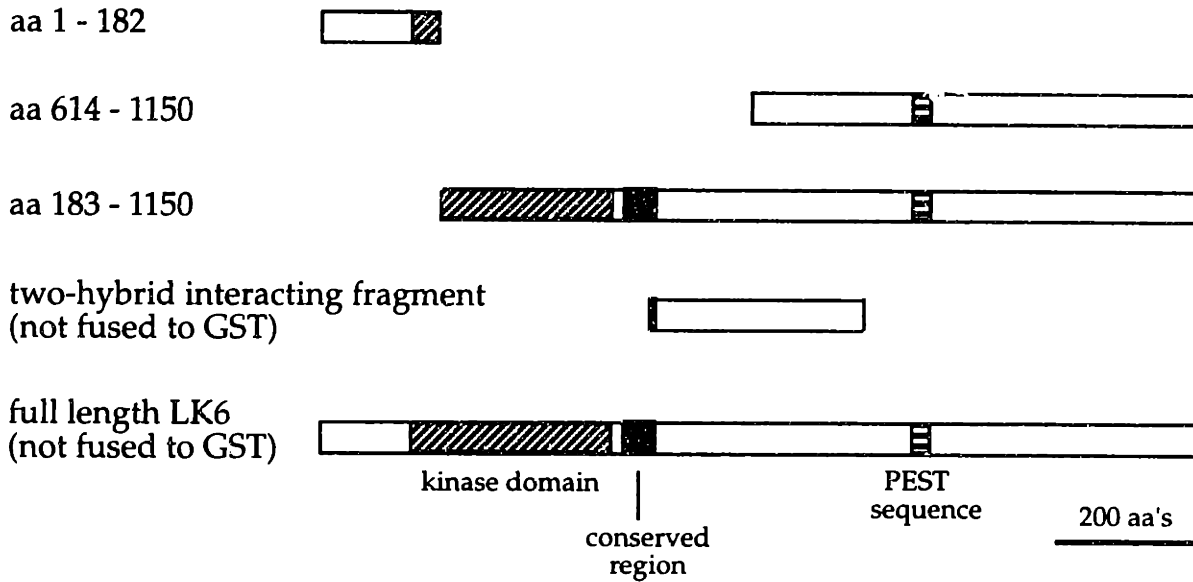 aa 1 - 182
aa 614 - 1150
aa 183 - 1150
two-hybrid interacting fragment
(not fused to GST)
full length LK6
(not fused to GST)
kinase domain
conserved
region
PEST
sequence
200 aa's